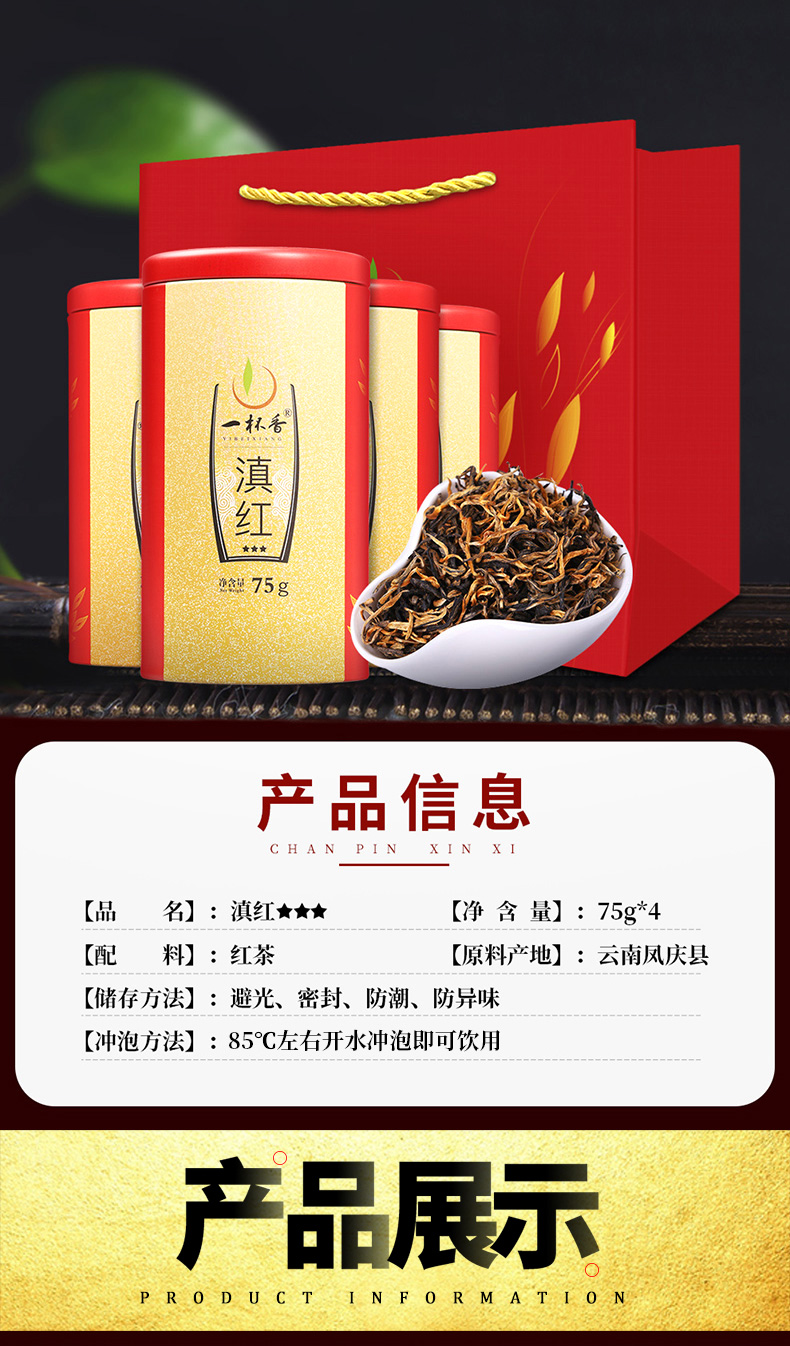 一杯香®
YIBEIXIANG
滇
红
★★★
净含量 75g
Net Weight
产品信息
CHAN PIN XIN XI
【品 名】：滇红★★★ 【净 含 量】：75g*4
【配 料】：红茶 【原料产地】：云南凤庆县
【储存方法】：避光、密封、防潮、防异味
【冲泡方法】：85℃左右开水冲泡即可饮用
产品展示
PRODUCT INFORMATION